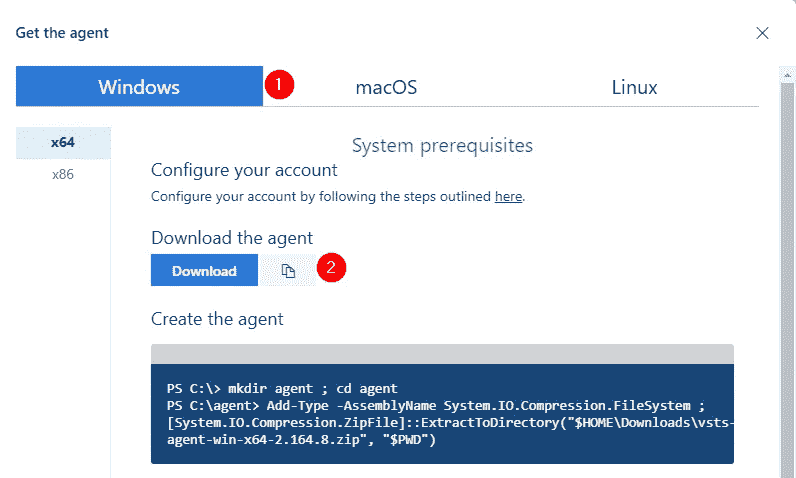 Get the agent
Windows
1
macOS
Linux
x64
x86
System prerequisites
Configure your account
Configure your account by following the steps outlined here.
Download the agent
Download
2
Create the agent
PS C:\> mkdir agent ; cd agent
PS C:\agent> Add-Type -AssemblyName System.IO.Compression.FileSystem ;
[System.IO.Compression.ZipFile]::ExtractToDirectory("$HOME\Downloads\vsts-
agent-win-x64-2.164.8.zip", "$PWD")